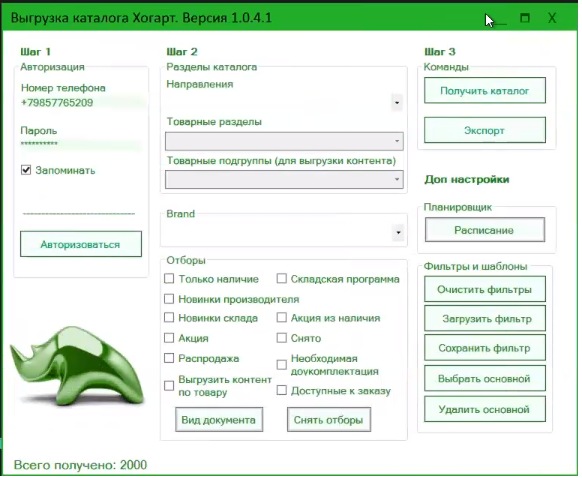 Выгрузка каталога Хогарт. Версия 1.0.4.1
Шаг 1
Авторизация
Номер телефона
+79857765209
Пароль
**********
Запоминать
Авторизоваться
Шаг 2
Разделы каталога
Направления
Товарные разделы
Товарные подгруппы (для выгрузки контента)
Brand
Отборы
Только наличие
Складская программа
Новинки производителя
Новинки склада
Акция из наличия
Акция
Снято
Распродажа
Необходимая
доукомплектация
Выгрузить контент
по товару
Доступные к заказу
Вид документа
Снять отборы
Шаг 3
Команды
Получить каталог
Экспорт
Доп настройки
Планировщик
Расписание
Фильтры и шаблоны
Очистить фильтры
Загрузить фильтр
Сохранить фильтр
Выбрать основной
Удалить основной
Всего получено: 2000